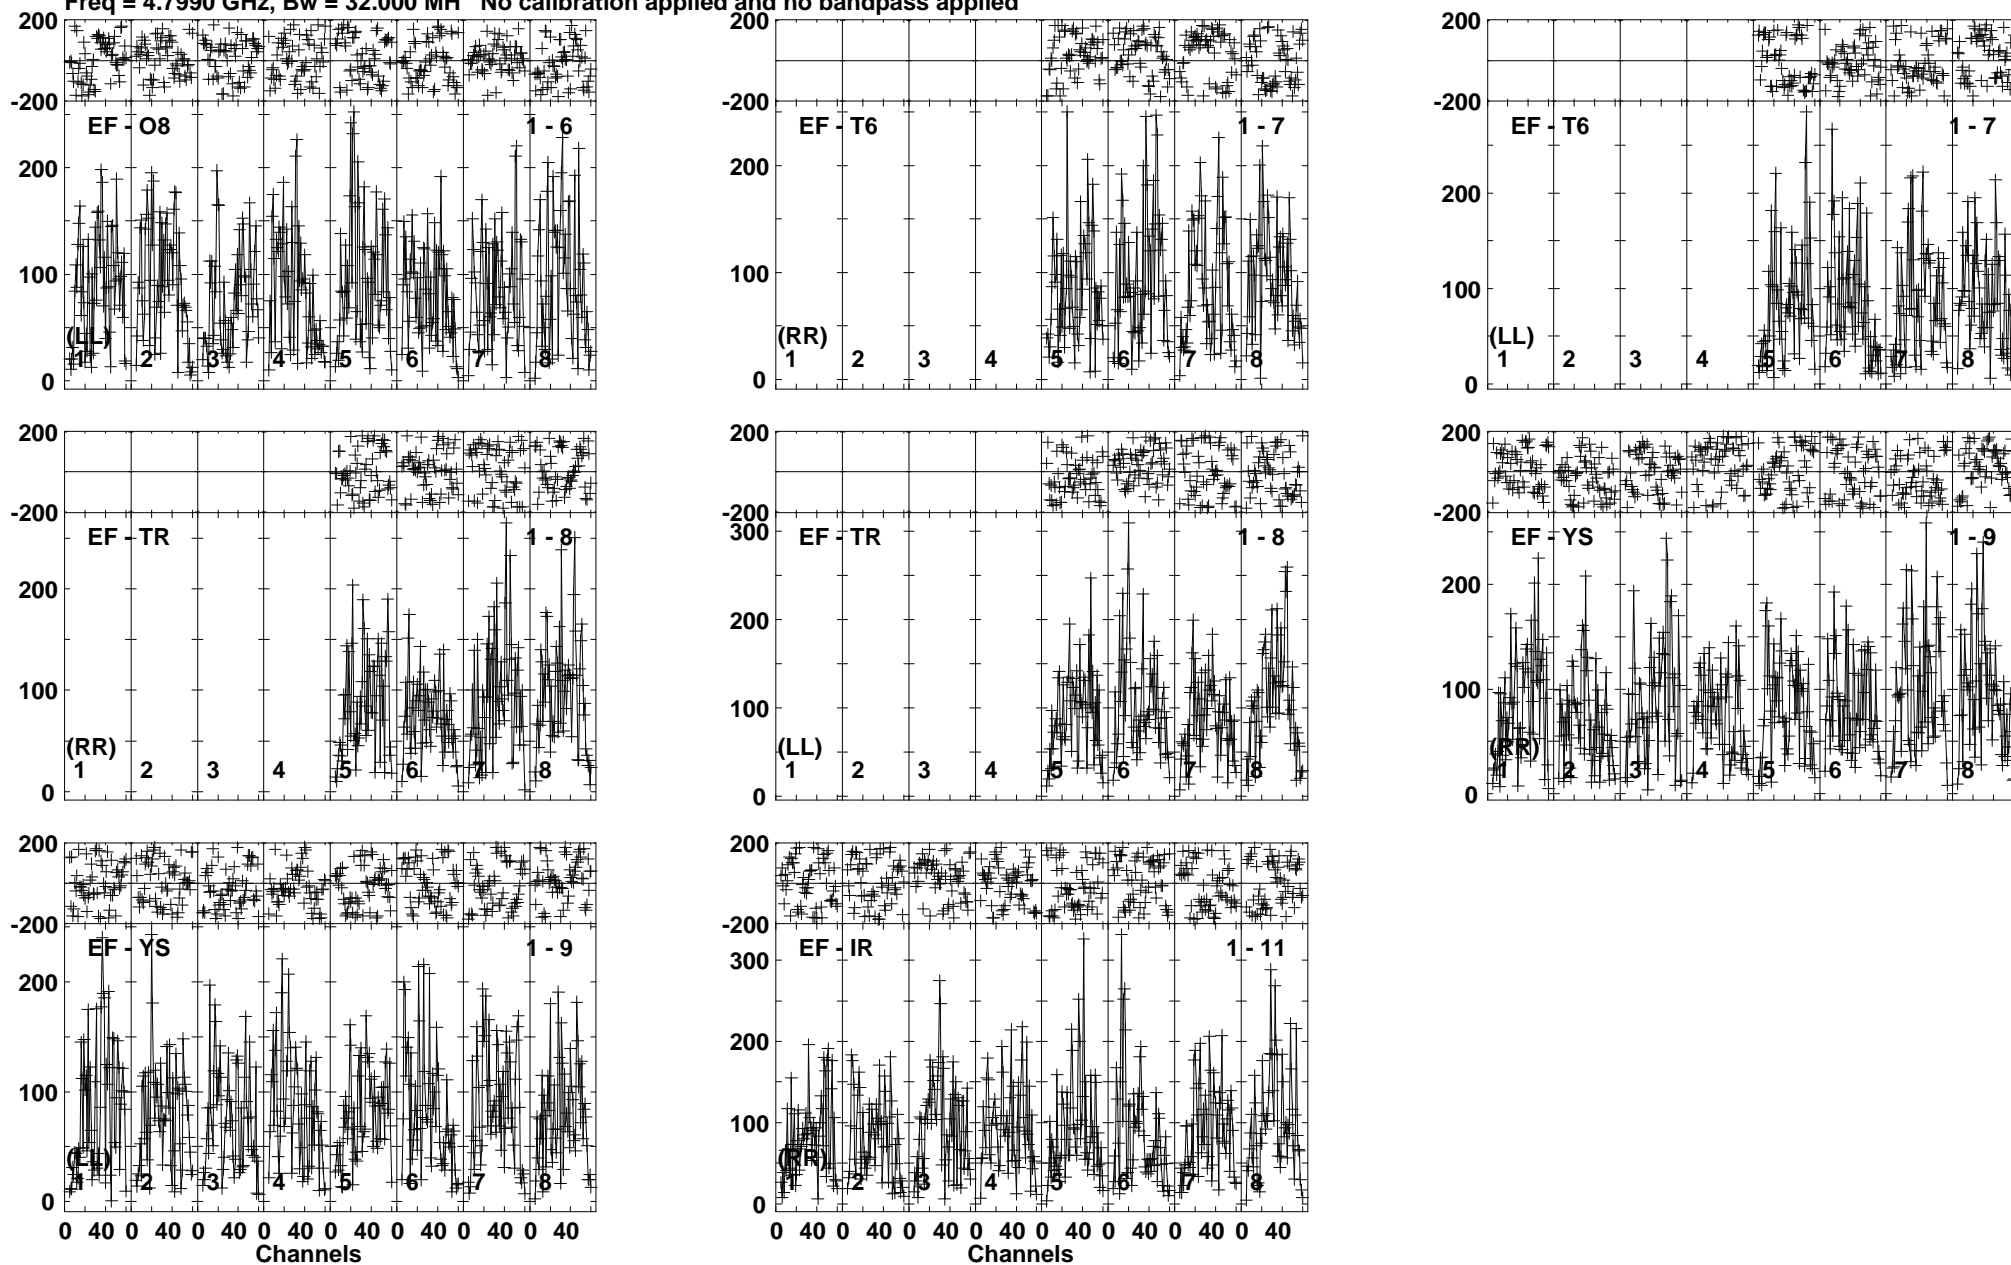 Freq = 4.7990 GHz, Bw = 32.000 MH No calibration applied and no bandpass applied
200 200 200
-200 -200 -200
EF - O8 1 - 6 EF - T6 1 - 7 EF - T6 1 - 7
200 200 200
100 100 100
(LL) (RR) (LL)
1 2 3 4 5 6 7 8 1 2 3 4 5 6 7 8 1 2 3 4 5 6 7 8
0 0 0
200 200 200
-200 -200 -200
EF - TR 1 - 8 EF - TR 1 - 8 EF - YS 1 - 9
300
200 200 200
100 100 100
(RR) (LL) (RR)
1 2 3 4 5 6 7 8 1 2 3 4 5 6 7 8 1 2 3 4 5 6 7 8
0 0 0
200 200
-200 -200
EF - YS 1 - 9 EF - IR 1 - 11
300
200 200
100 100
(LL) (RR)
1 2 3 4 5 6 7 8 1 2 3 4 5 6 7 8
0 0
0 40 0 40 0 40 0 40 0 40 0 40 0 40 0 40 0 40 0 40 0 40 0 40 0 40 0 40 0 40 0 40
Channels Channels